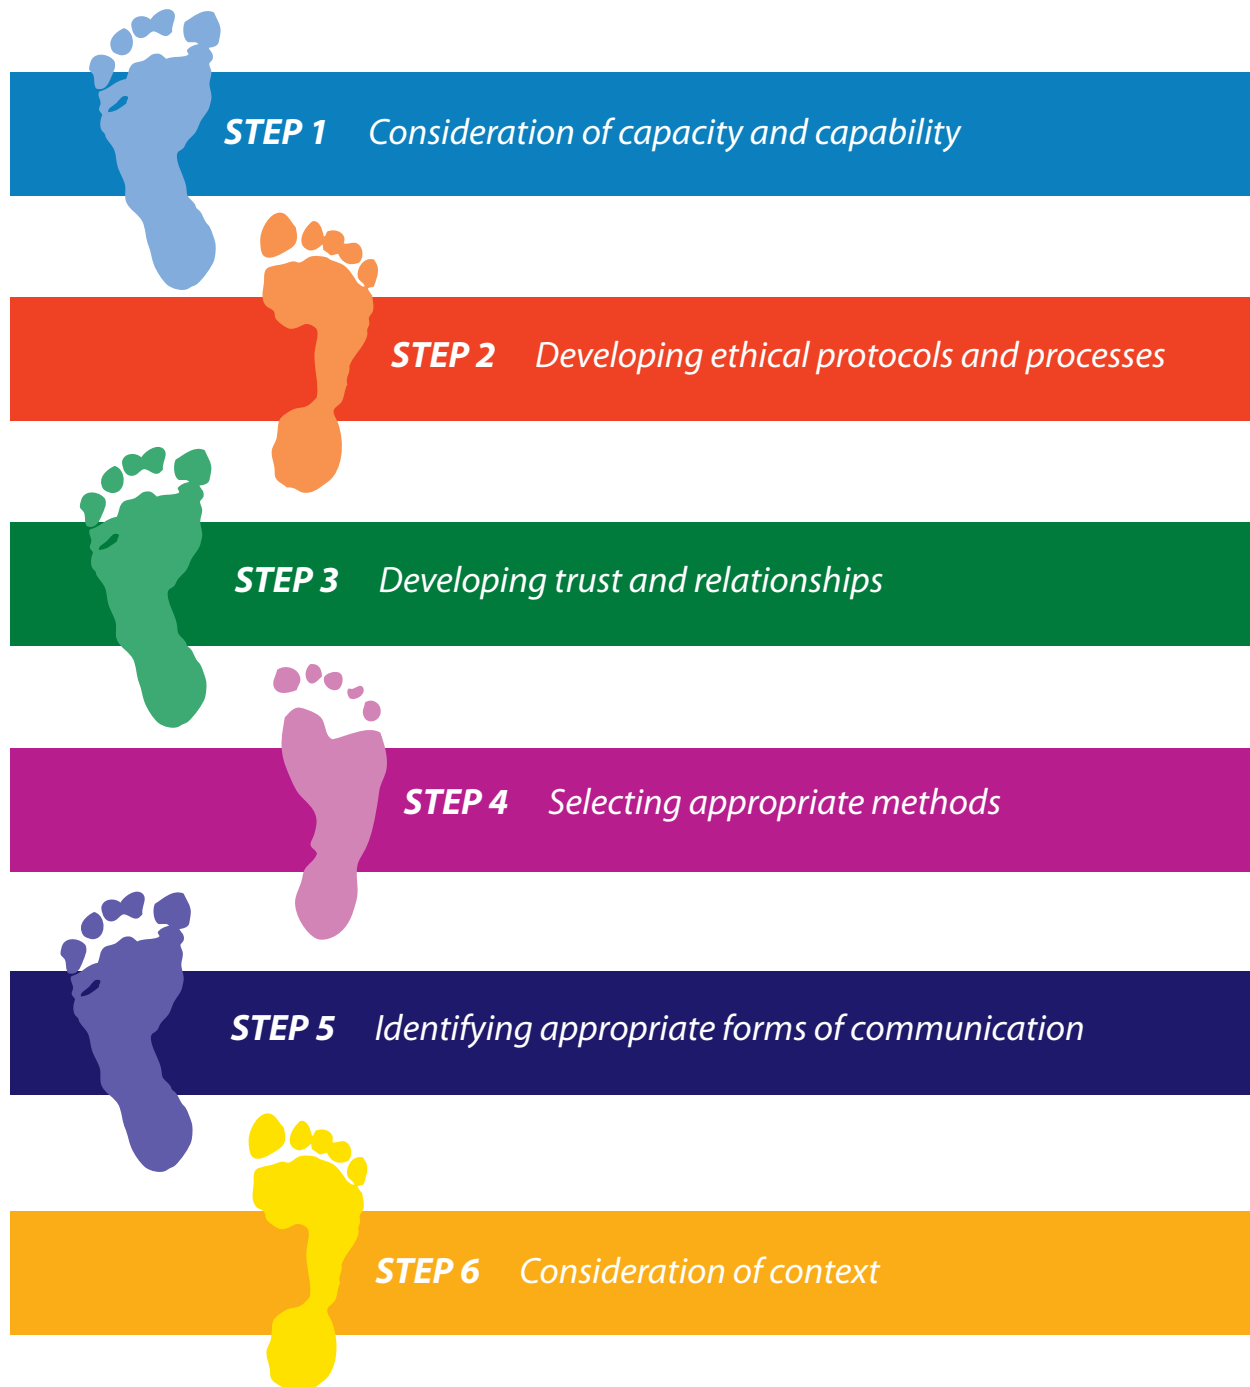 STEP 1 Consideration of capacity and capability
STEP 2 Developing ethical protocols and processes
STEP 3 Developing trust and relationships
STEP 4 Selecting appropriate methods
STEP 5 Identifying appropriate forms of communication
STEP 6 Consideration of context